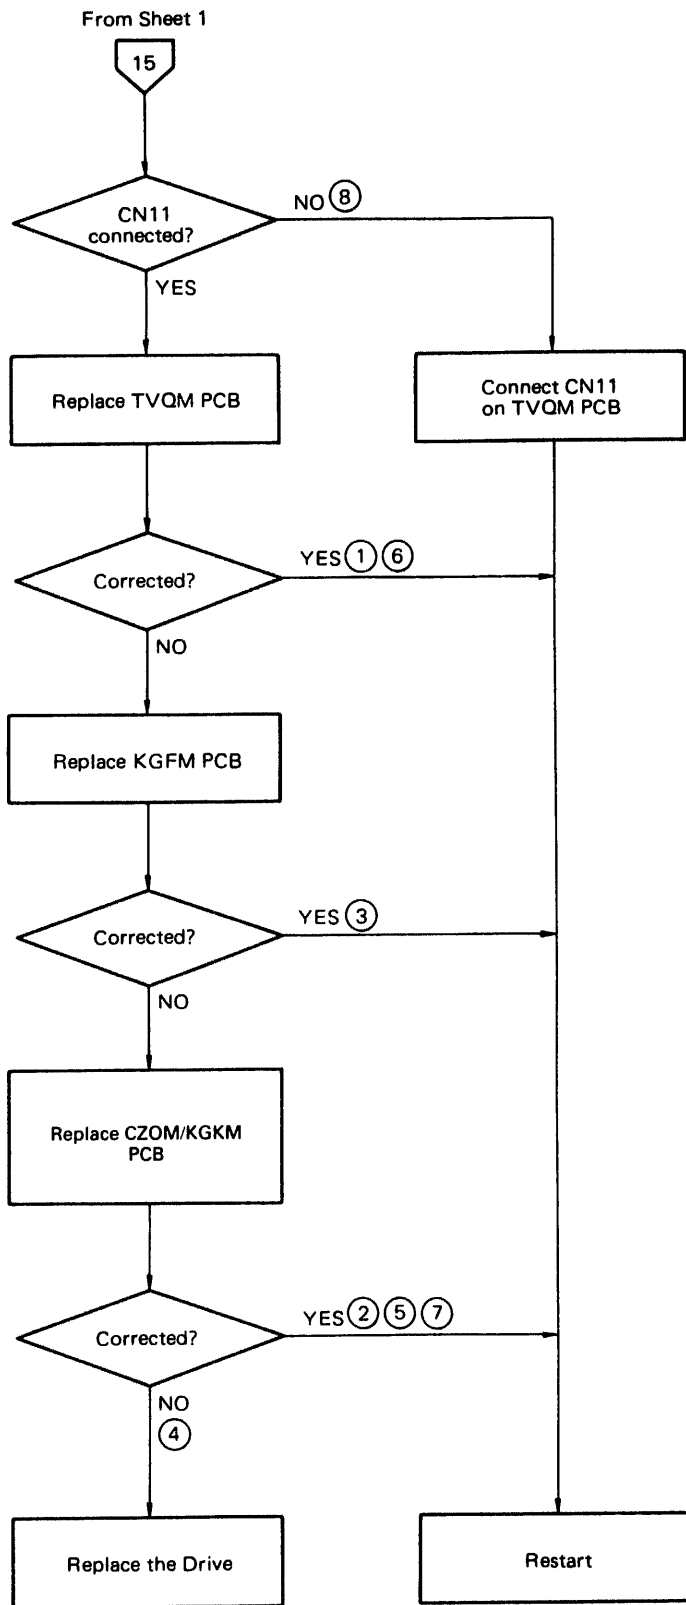 From Sheet 1
15
CN11
connected?
NO 8
YES
Replace TVQM PCB
Connect CN11
on TVQM PCB
Corrected?
YES 1 6
NO
Replace KGFM PCB
Corrected?
YES 3
NO
Replace CZOM/KGKM
PCB
Corrected?
YES 2 5 7
NO
4
Replace the Drive
Restart